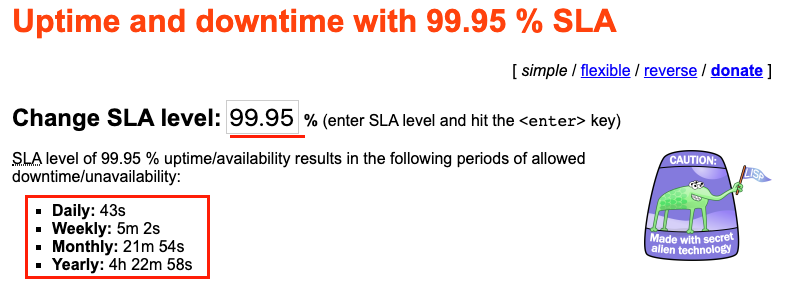 Uptime and downtime with 99.95 % SLA
[ simple / flexible / reverse / donate ]
Change SLA level: 99.95 % (enter SLA level and hit the <enter> key)
SLA level of 99.95 % uptime/availability results in the following periods of allowed
downtime/unavailability:
Daily: 43s
Weekly: 5m 2s
Monthly: 21m 54s
Yearly: 4h 22m 58s
CAUTION:
LISP
Made with secret
alien technology